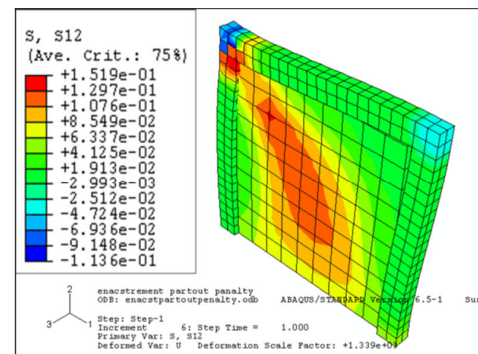 S, S12
(Ave. Crit.: 75%)
+1.519e-01
+1.297e-01
+1.076e-01
+8.549e-02
+6.337e-02
+4.125e-02
+1.913e-02
-2.993e-03
-2.512e-02
-4.724e-02
-6.936e-02
-9.148e-02
-1.136e-01
2
3
1
enacstrement partout panalty
ODB: enacstpartoutpenalty.odb ABAQUS/STANDARD Version 6.5-1
Step: Step-1
Increment 6: Step Time = 1.000
Primary Var: S, S12
Deformed Var: U Deformation Scale Factor: